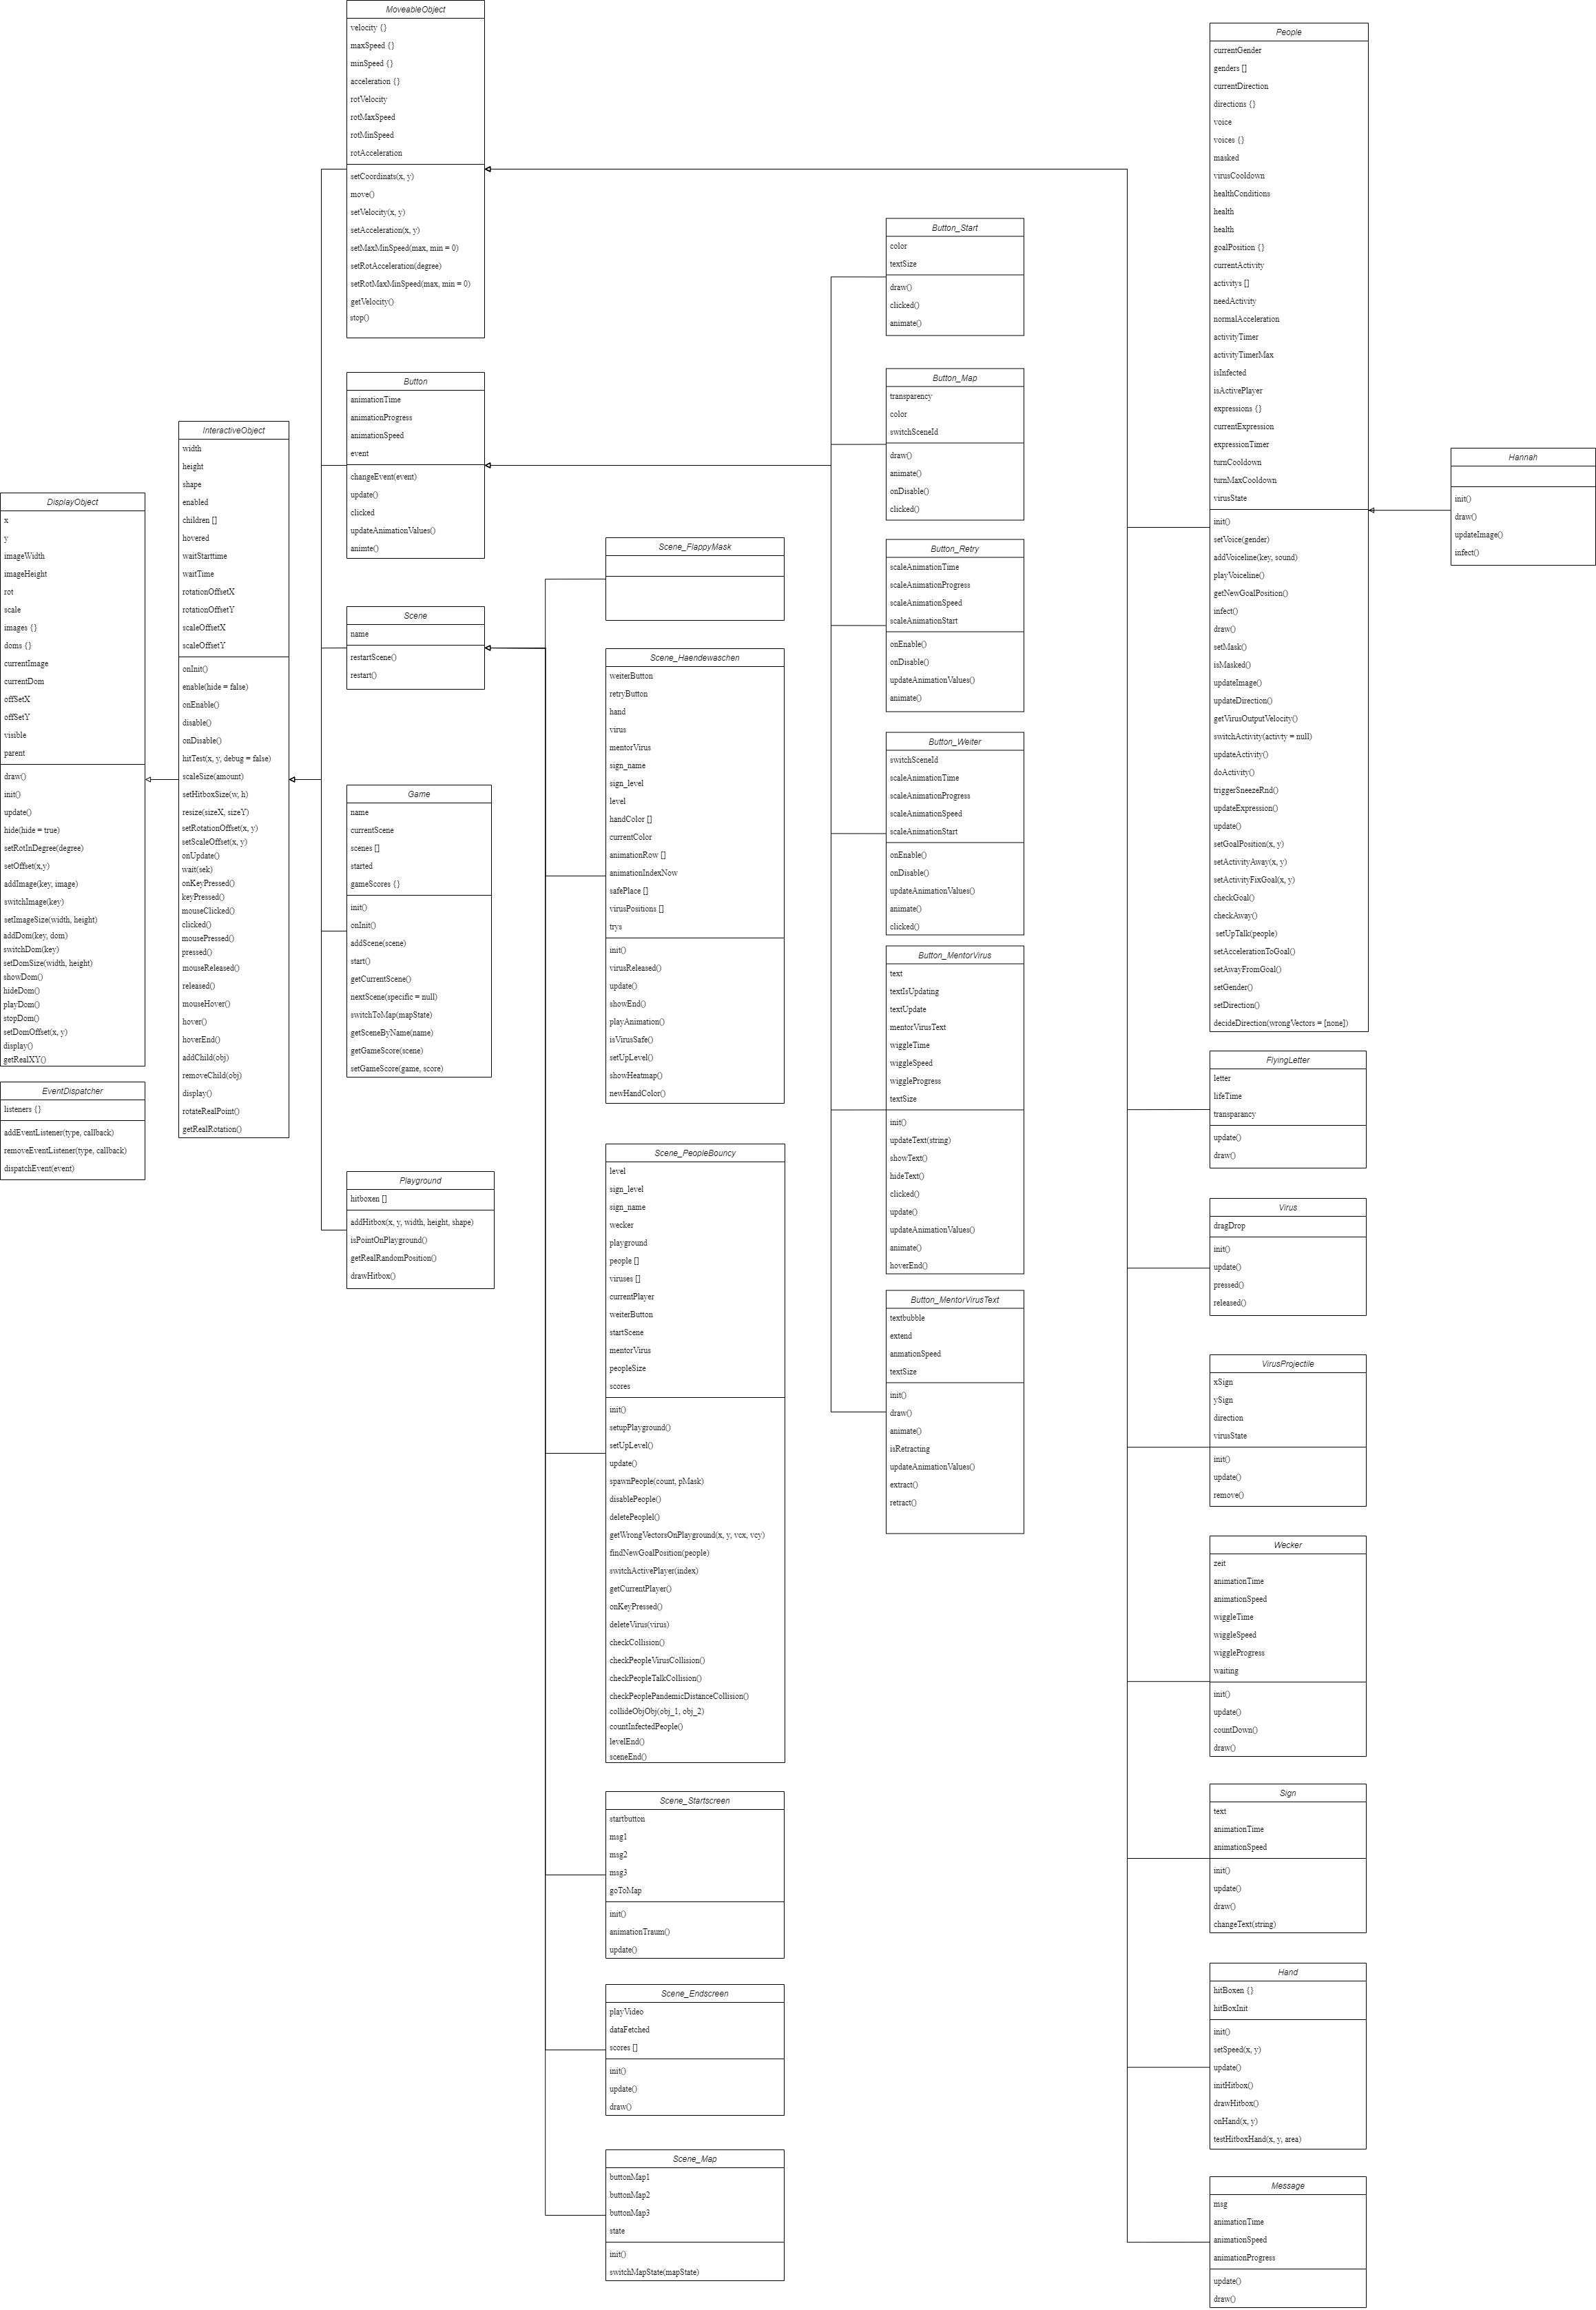 MoveableObject
velocity {}
maxSpeed {}
minSpeed {}
acceleration {}
rotVelocity
rotMaxSpeed
rotMinSpeed
rotAcceleration
setCoordinats(x, y)
move()
setVelocity(x, y)
setAcceleration(x, y)
setMaxMinSpeed(max, min = 0)
setRotAcceleration(degree)
setRotMaxMinSpeed(max, min = 0)
getVelocity()
stop()
Button
animationTime
animationProgress
animationSpeed
event
changeEvent(event)
update()
clicked
updateAnimationValues()
animte()
Scene
name
restartScene()
restart()
Game
name
currentScene
scenes []
started
gameScores {}
init()
onInit()
addScene(scene)
start()
getCurrentScene()
nextScene(specific = null)
switchToMap(mapState)
getSceneByName(name)
getGameScore(scene)
setGameScore(game, score)
Playground
hitboxen []
addHitbox(x, y, width, height, shape)
isPointOnPlayground()
getRealRandomPosition()
drawHitbox()
InteractiveObject
width
height
shape
enabled
children []
hovered
waitStarttime
waitTime
rotationOffsetX
rotationOffsetY
scaleOffsetX
scaleOffsetY
onInit()
enable(hide = false)
onEnable()
disable()
onDisable()
hitTest(x, y, debug = false)
scaleSize(amount)
setHitboxSize(w, h)
resize(sizeX, sizeY)
setRotationOffset(x, y)
setScaleOffset(x, y)
onUpdate()
wait(sek)
onKeyPressed()
keyPressed()
mouseClicked()
clicked()
mousePressed()
pressed()
mouseReleased()
released()
mouseHover()
hover()
hoverEnd()
addChild(obj)
removeChild(obj)
display()
rotateRealPoint()
getRealRotation()
DisplayObject
x
y
imageWidth
imageHeight
rot
scale
images {}
doms {}
currentImage
currentDom
offSetX
offSetY
visible
parent
draw()
init()
update()
hide(hide = true)
setRotInDegree(degree)
setOffset(x,y)
addImage(key, image)
switchImage(key)
setImageSize(width, height)
addDom(key, dom)
switchDom(key)
setDomSize(width, height)
showDom()
hideDom()
playDom()
stopDom()
setDomOffset(x, y)
display()
getRealXY()
EventDispatcher
listeners {}
addEventListener(type, callback)
removeEventListener(type, callback)
dispatchEvent(event)
Scene_FlappyMask
Scene_Haendewaschen
weiterButton
retryButton
hand
virus
mentorVirus
sign_name
sign_level
level
handColor []
currentColor
animationRow []
animationIndexNow
safePlace []
virusPositions []
trys
init()
virusReleased()
update()
showEnd()
playAnimation()
isVirusSafe()
setUpLevel()
showHeatmap()
newHandColor()
Scene_PeopleBouncy
level
sign_level
sign_name
wecker
playground
people []
viruses []
currentPlayer
weiterButton
startScene
mentorVirus
peopleSize
scores
init()
setupPlayground()
setUpLevel()
update()
spawnPeople(count, pMask)
disablePeople()
deletePeoplel()
getWrongVectorsOnPlayground(x, y, vcx, vcy)
findNewGoalPosition(people)
switchActivePlayer(index)
getCurrentPlayer()
onKeyPressed()
deleteVirus(virus)
checkCollision()
checkPeopleVirusCollision()
checkPeopleTalkCollision()
checkPeoplePandemicDistanceCollision()
collideObjObj(obj_1, obj_2)
countInfectedPeople()
levelEnd()
sceneEnd()
Scene_Startscreen
startbutton
msg1
msg2
msg3
goToMap
init()
animationTraum()
update()
Scene_Endscreen
playVideo
dataFetched
scores []
init()
update()
draw()
Scene_Map
buttonMap1
buttonMap2
buttonMap3
state
init()
switchMapState(mapState)
Button_Start
color
textSize
draw()
clicked()
animate()
Button_Map
transparency
color
switchSceneId
draw()
animate()
onDisable()
clicked()
Button_Retry
scaleAnimationTime
scaleAnimationProgress
scaleAnimationSpeed
scaleAnimationStart
onEnable()
onDisable()
updateAnimationValues()
animate()
Button_Weiter
switchSceneId
scaleAnimationTime
scaleAnimationProgress
scaleAnimationSpeed
scaleAnimationStart
onEnable()
onDisable()
updateAnimationValues()
animate()
clicked()
Button_MentorVirus
text
textIsUpdating
textUpdate
mentorVirusText
wiggleTime
wiggleSpeed
wiggleProgress
textSize
init()
updateText(string)
showText()
hideText()
clicked()
update()
updateAnimationValues()
animate()
hoverEnd()
Button_MentorVirusText
textbubble
extend
anmationSpeed
textSize
init()
draw()
animate()
isRetracting
updateAnimationValues()
extract()
retract()
People
currentGender
genders []
currentDirection
directions {}
voice
voices {}
masked
virusCooldown
healthConditions
health
health
goalPosition {}
currentActivity
activitys []
needActivity
normalAcceleration
activityTimer
activityTimerMax
isInfected
isActivePlayer
expressions {}
currentExpression
expressionTimer
turnCooldown
turnMaxCooldown
virusState
init()
setVoice(gender)
addVoiceline(key, sound)
playVoiceline()
getNewGoalPosition()
infect()
draw()
setMask()
isMasked()
updateImage()
updateDirection()
getVirusOutputVelocity()
switchActivity(activty = null)
updateActivity()
doActivity()
triggerSneezeRnd()
updateExpression()
update()
setGoalPosition(x, y)
setActivityAway(x, y)
setActivityFixGoal(x, y)
checkGoal()
checkAway()
setUpTalk(people)
setAccelerationToGoal()
setAwayFromGoal()
setGender()
setDirection()
decideDirection(wrongVectors = [none])
Hannah
init()
draw()
updateImage()
infect()
FlyingLetter
letter
lifeTime
transparancy
update()
draw()
Virus
dragDrop
init()
update()
pressed()
released()
VirusProjectile
xSign
ySign
direction
virusState
init()
update()
remove()
Wecker
zeit
animationTime
animationSpeed
wiggleTime
wiggleSpeed
wiggleProgress
waiting
init()
update()
countDown()
draw()
Sign
text
animationTime
animationSpeed
init()
update()
draw()
changeText(string)
Hand
hitBoxen {}
hitBoxInit
init()
setSpeed(x, y)
update()
initHitbox()
drawHitbox()
onHand(x, y)
testHitboxHand(x, y, area)
Message
msg
animationTime
animationSpeed
animationProgress
update()
draw()